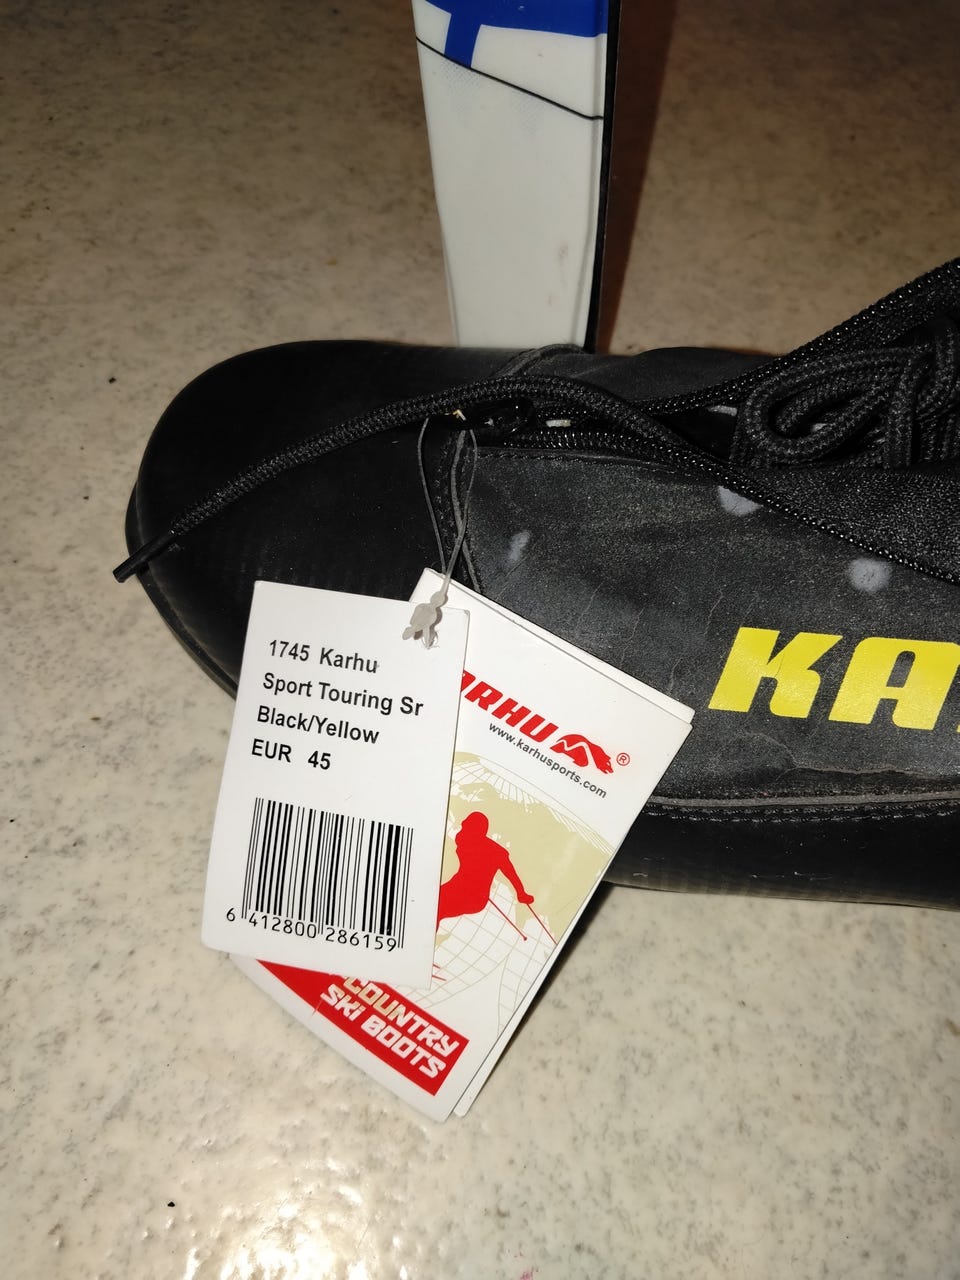 1745 Karhu
Sport Touring Sr
Black/Yellow
EUR 45
6 412800 286159
www.karhusports.com
COUNTRY
SKI BOOTS